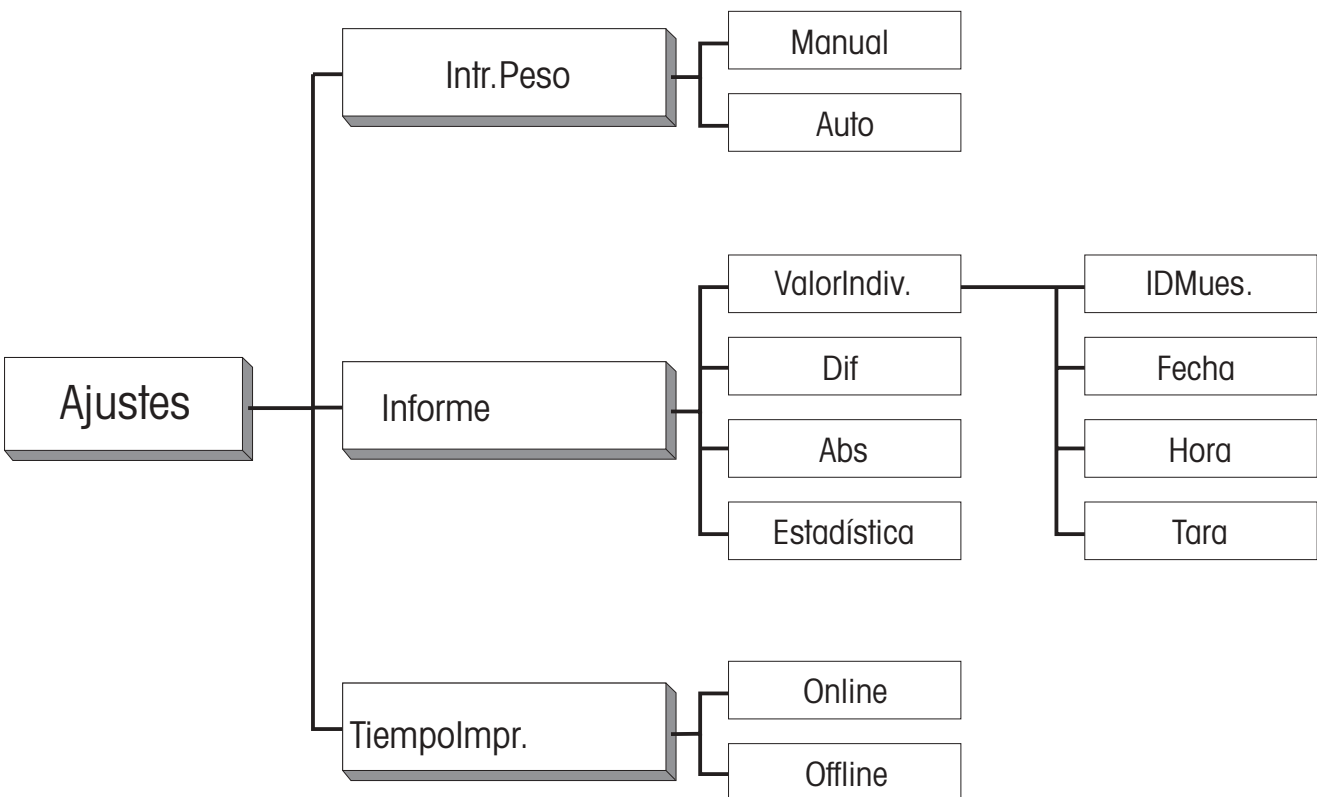 Ajustes
Intr.Peso
Manual
Auto
Informe
ValorIndiv.
Dif
Abs
Estadística
IDMues.
Fecha
Hora
Tara
TiempoImpr.
Online
Offline